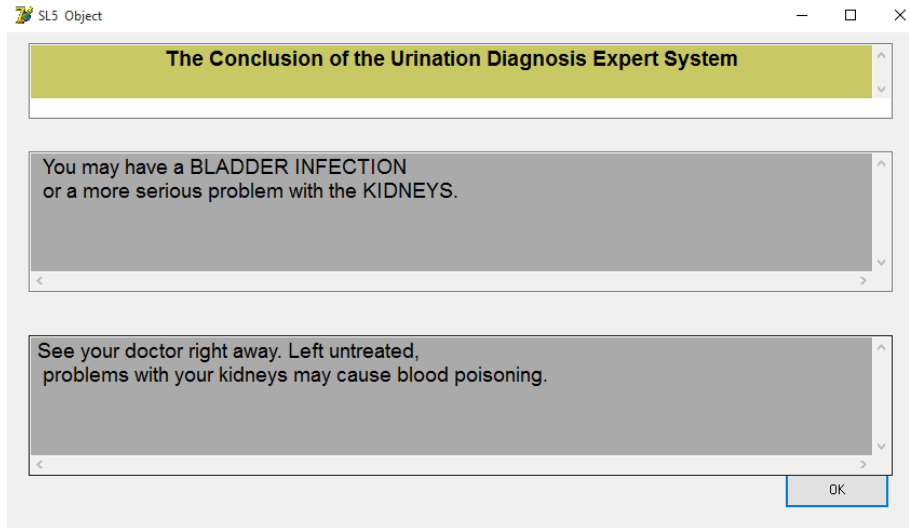 SL5 Object
The Conclusion of the Urination Diagnosis Expert System
You may have a BLADDER INFECTION
or a more serious problem with the KIDNEYS.
See your doctor right away. Left untreated,
problems with your kidneys may cause blood poisoning.
OK